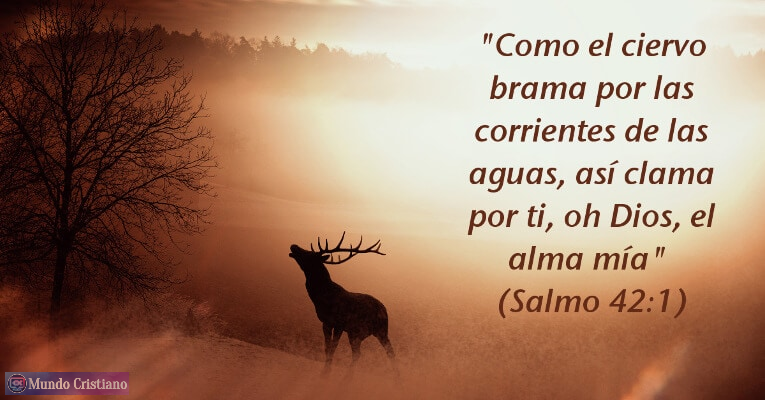 "Como el ciervo
brama por las
corrientes de las
aguas, así clama
por ti, oh Dios, el
alma mía"
(Salmo 42:1)
Mundo Cristiano